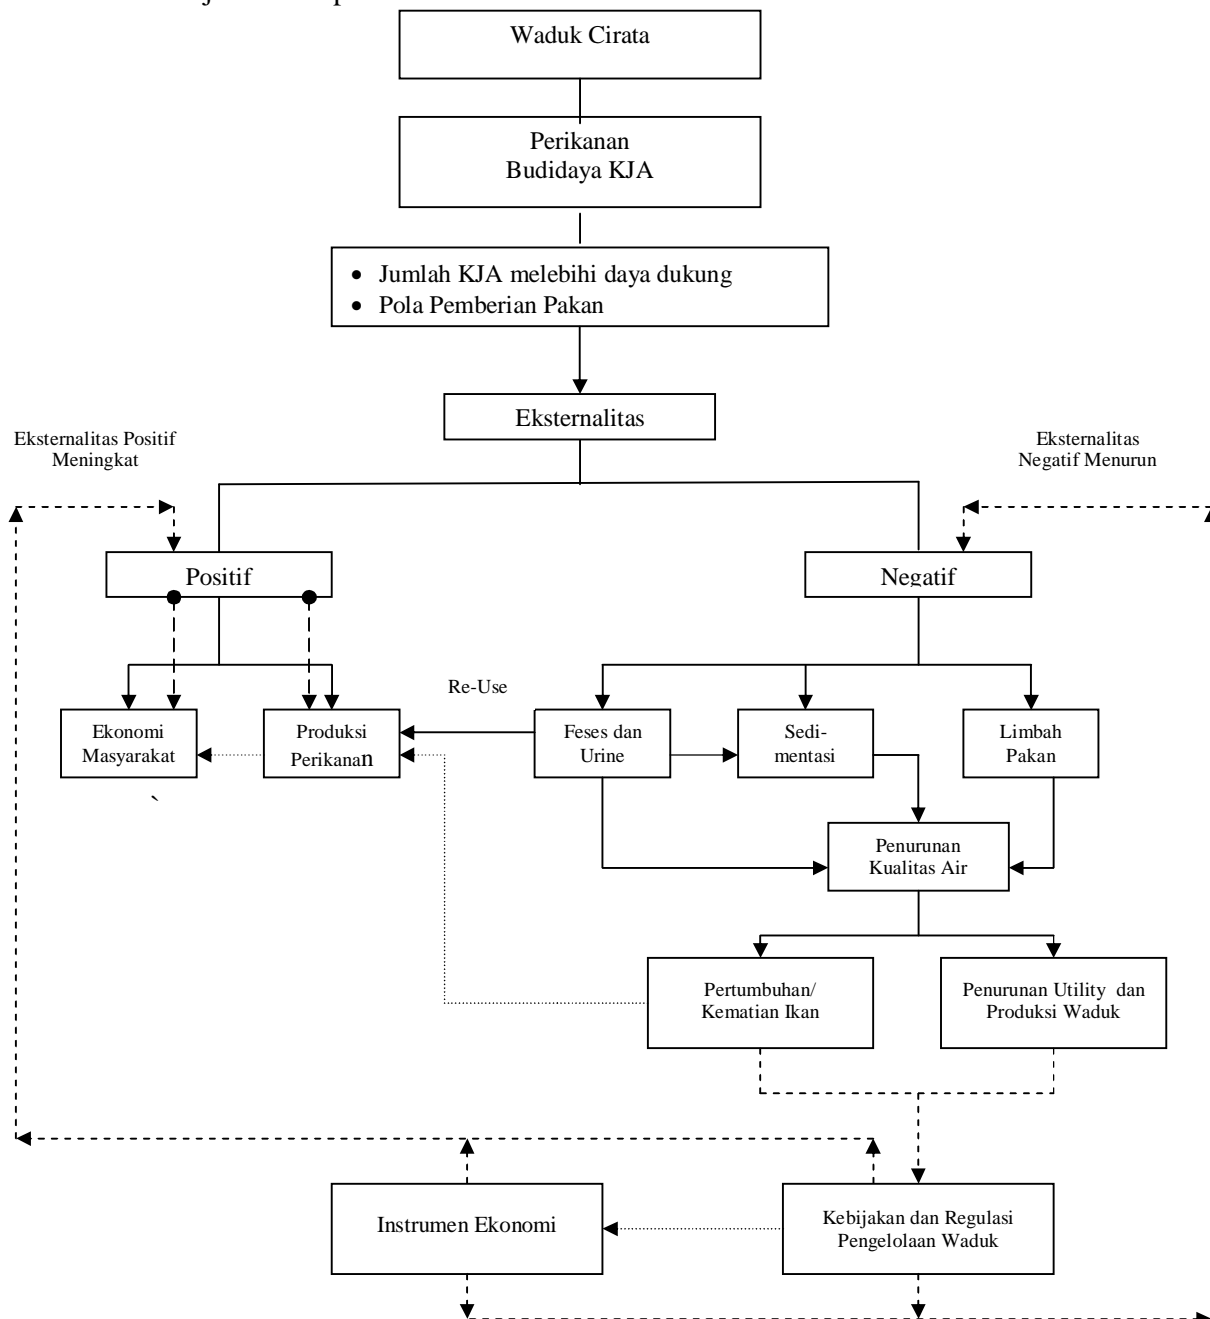 Waduk Cirata
Perikanan
Budidaya KJA
• Jumlah KJA melebihi daya dukung
• Pola Pemberian Pakan
Eksternalitas
Eksternalitas Positif
Meningkat
Eksternalitas
Negatif Menurun
Positif
Negatif
Re-Use
Ekonomi
Masyarakat
Produksi
Perikanan
Feses dan
Urine
Sedi-
mentasi
Limbah
Pakan
`
Penurunan
Kualitas Air
Pertumbuhan/
Kematian Ikan
Penurunan Utility dan
Produksi Waduk
Instrumen Ekonomi
Kebijakan dan Regulasi
Pengelolaan Waduk